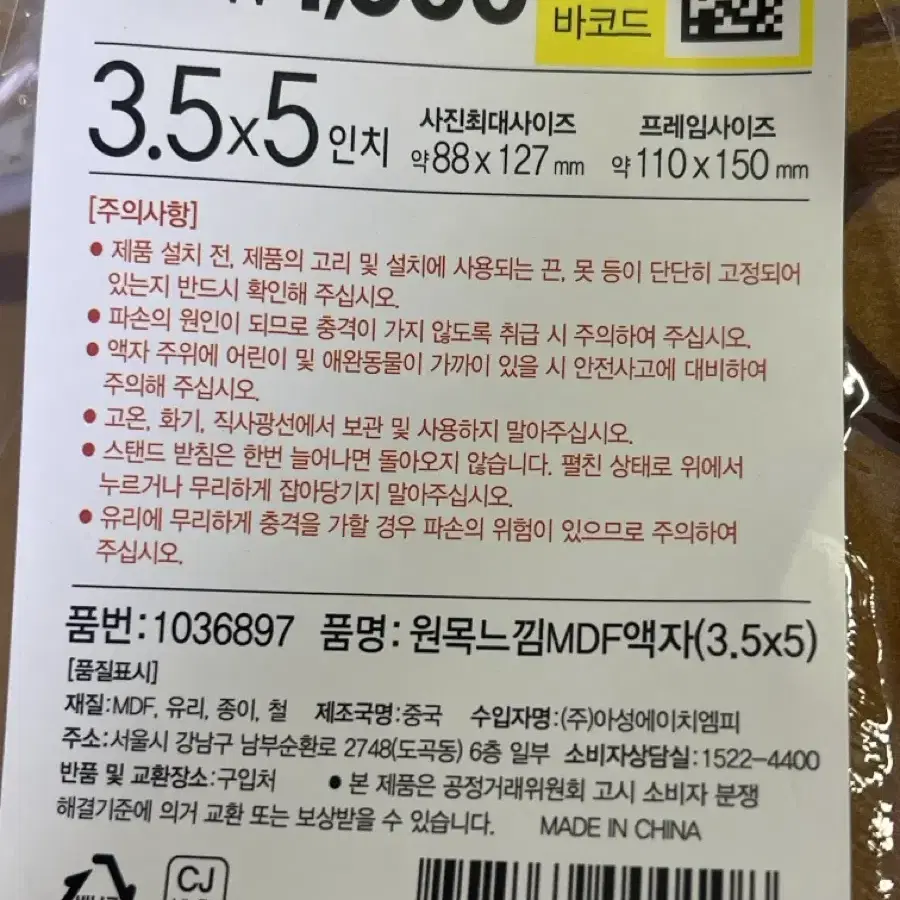 바코드
3.5x5 인치
사진최대사이즈 프레임사이즈
약 88 x 127 mm 약 110 x 150 mm
[주의사항]
● 제품 설치 전, 제품의 고리 및 설치에 사용되는 끈, 못 등이 단단히 고정되어
있는지 반드시 확인해 주십시오.
● 파손의 원인이 되므로 충격이 가지 않도록 취급 시 주의하여 주십시오.
● 액자 주위에 어린이 및 애완동물이 가까이 있을 시 안전사고에 대비하여
주의해 주십시오.
● 고온, 화기, 직사광선에서 보관 및 사용하지 말아주십시오.
● 스탠드 받침은 한번 늘어나면 돌아오지 않습니다. 펼친 상태로 위에서
누르거나 무리하게 잡아당기지 말아주십시오.
● 유리에 무리하게 충격을 가할 경우 파손의 위험이 있으므로 주의하여
주십시오.
품번:1036897 품명: 원목느낌MDF액자(3.5x5)
[품질표시]
재질:MDF, 유리, 종이, 철 제조국명:중국 수입자명:(주)아성에이치엠피
주소:서울시 강남구 남부순환로 2748(도곡동) 6층 일부 소비자상담실:1522-4400
반품 및 교환장소:구입처 ● 본 제품은 공정거래위원회 고시 소비자 분쟁
해결기준에 의거 교환 또는 보상받을 수 있습니다. MADE IN CHINA
CJ